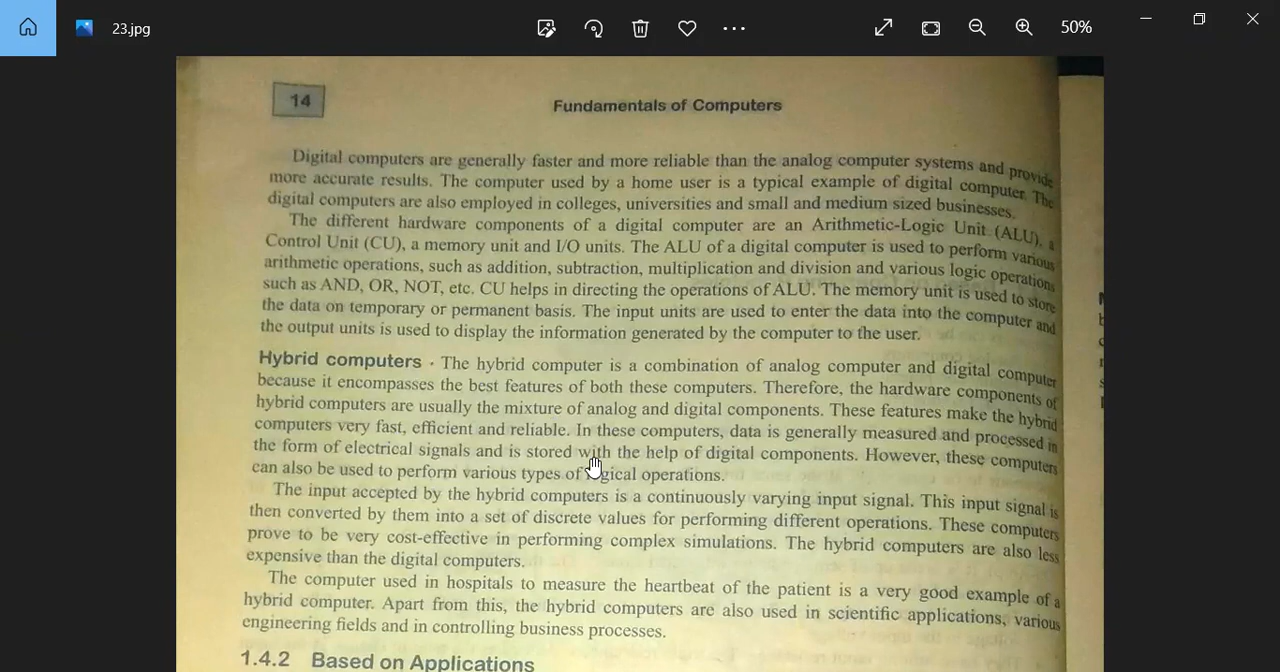 23.jpg
50%
14
Fundamentals of Computers
Digital computers are generally faster and more reliable than the analog computer systems and provide
more accurate results. The computer used by a home user is a typical example of digital computer. The
digital computers are also employed in colleges, universities and small and medium sized businesses.
The different hardware components of a digital computer are an Arithmetic-Logic Unit (ALU), a
Control Unit (CU), a memory unit and I/O units. The ALU of a digital computer is used to perform various
arithmetic operations, such as addition, subtraction, multiplication and division and various logic operations
such as AND, OR, NOT, etc. CU helps in directing the operations of ALU. The memory unit is used to store
the data on temporary or permanent basis. The input units are used to enter the data into the computer and
the output units is used to display the information generated by the computer to the user.
Hybrid computers · The hybrid computer is a combination of analog computer and digital computer
because it encompasses the best features of both these computers. Therefore, the hardware components of
hybrid computers are usually the mixture of analog and digital components. These features make the hybrid
computers very fast, efficient and reliable. In these computers, data is generally measured and processed in
the form of electrical signals and is stored with the help of digital components. However, these computers
can also be used to perform various types of logical operations.
The input accepted by the hybrid computers is a continuously varying input signal. This input signal is
then converted by them into a set of discrete values for performing different operations. These computers
prove to be very cost-effective in performing complex simulations. The hybrid computers are also less
expensive than the digital computers.
The computer used in hospitals to measure the heartbeat of the patient is a very good example of a
hybrid computer. Apart from this, the hybrid computers are also used in scientific applications, various
engineering fields and in controlling business processes.
1.4.2 Based on Applications